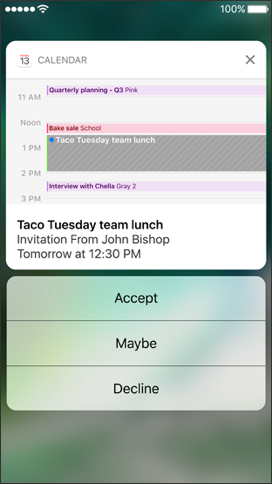 100%
13 CALENDAR
11 AM
Quarterly planning - Q3 Pink
Noon
Bake sale School
Taco Tuesday team lunch
1 PM
2 PM
Interview with Chella Gray 2
3 PM
Taco Tuesday team lunch
Invitation From John Bishop
Tomorrow at 12:30 PM
Accept
Maybe
Decline